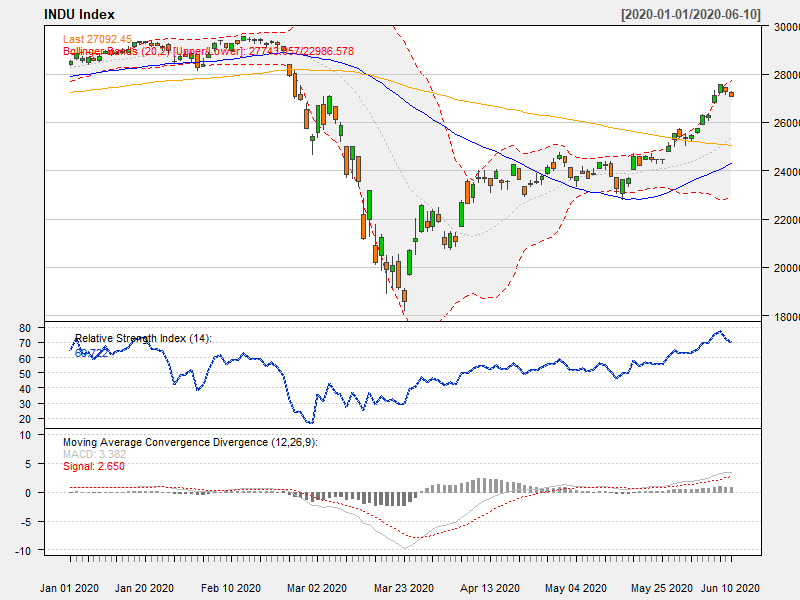 INDU Index [2020-01-01/2020-06-10]
Last 27092.45
Bollinger Bands (20,2) [Upper/Lower]: 27743.657/22986.578
30000
28000
26000
24000
22000
20000
18000
Relative Strength Index (14):
80
70
60
50
40
30
20
Moving Average Convergence Divergence (12,26,9):
MACD: 3.382
Signal: 2.650
10
5
0
-5
-10
Jan 01 2020 Jan 20 2020 Feb 10 2020 Mar 02 2020 Mar 23 2020 Apr 13 2020 May 04 2020 May 25 2020 Jun 10 2020